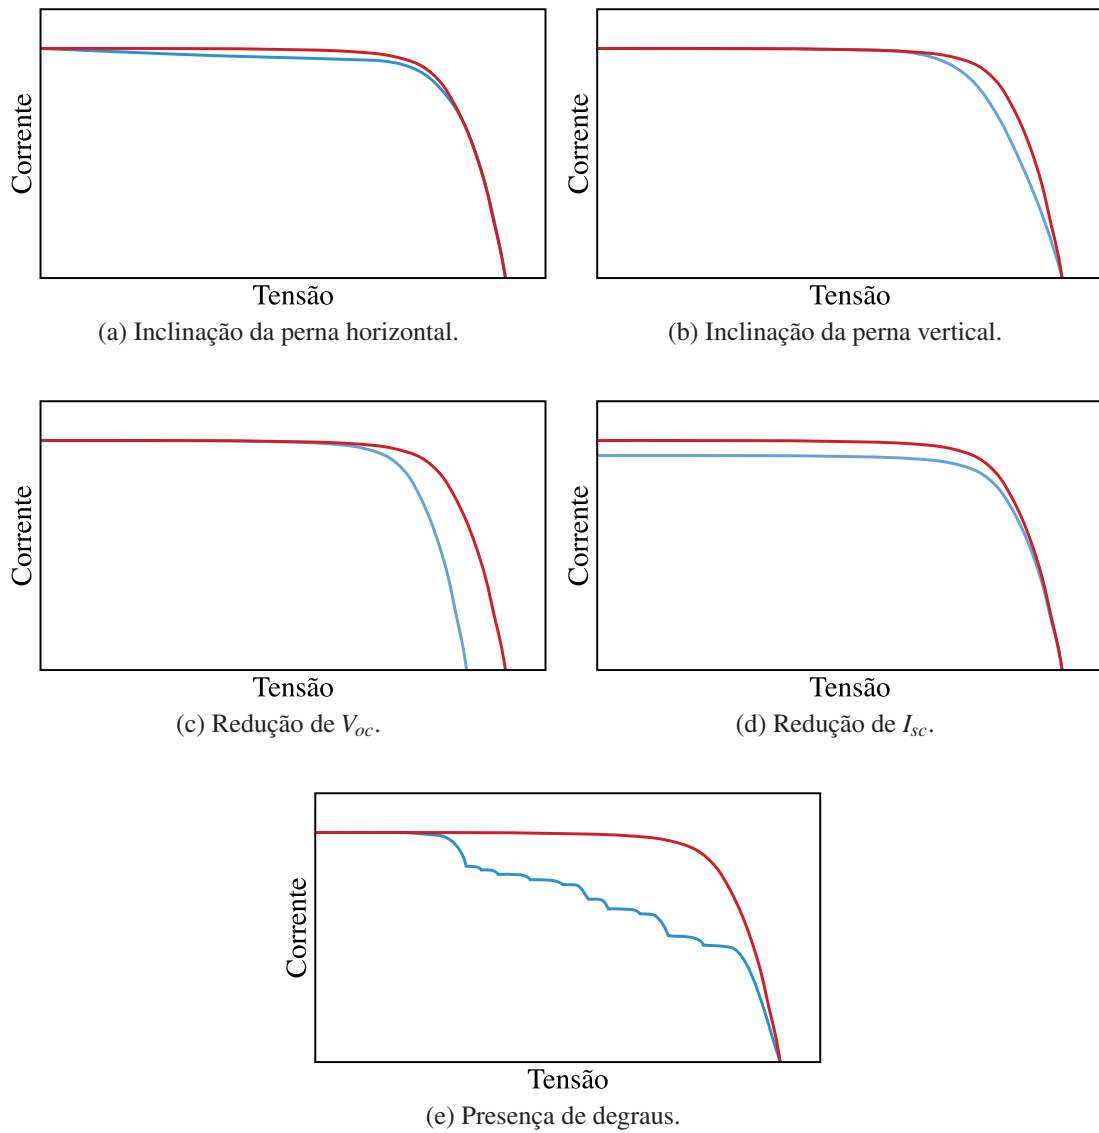 Corrente
Tensão
(a) Inclinação da perna horizontal.
Corrente
Tensão
(b) Inclinação da perna vertical.
Corrente
Tensão
(c) Redução de Voc.
Corrente
Tensão
(d) Redução de Isc.
Corrente
Tensão
(e) Presença de degraus.